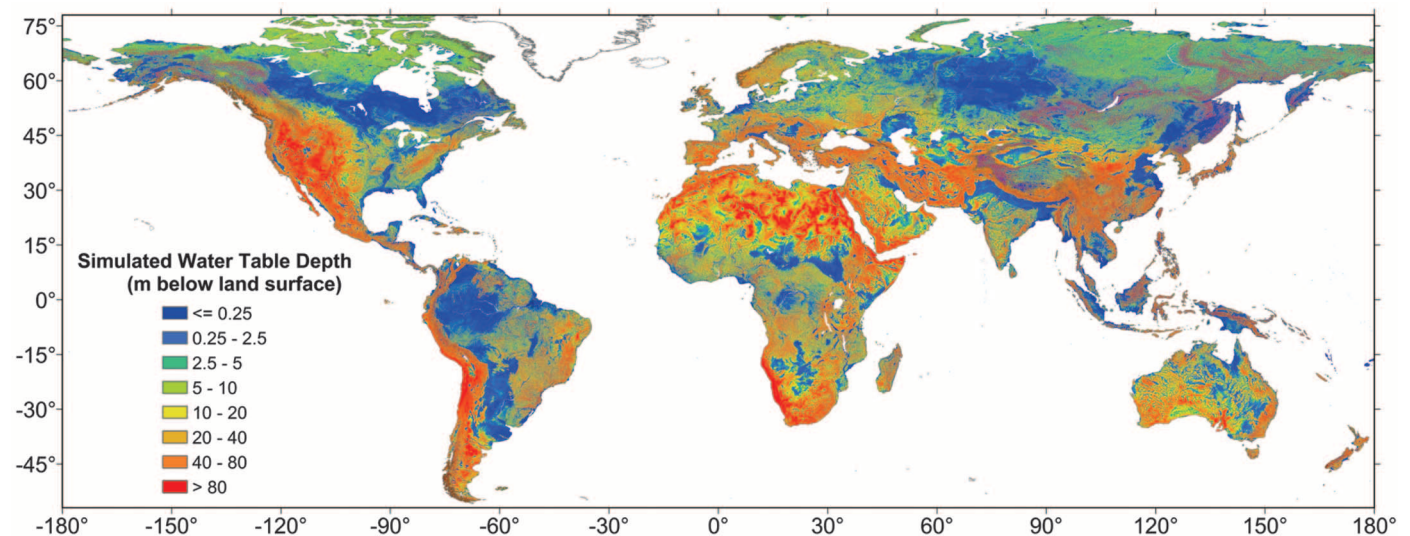 75°
60°
45°
30°
15°
0°
-15°
-30°
-45°
Simulated Water Table Depth
(m below land surface)
<= 0.25
0.25 - 2.5
2.5 - 5
5 - 10
10 - 20
20 - 40
40 - 80
> 80
-180° -150° -120° -90° -60° -30° 0° 30° 60° 90° 120° 150° 180°